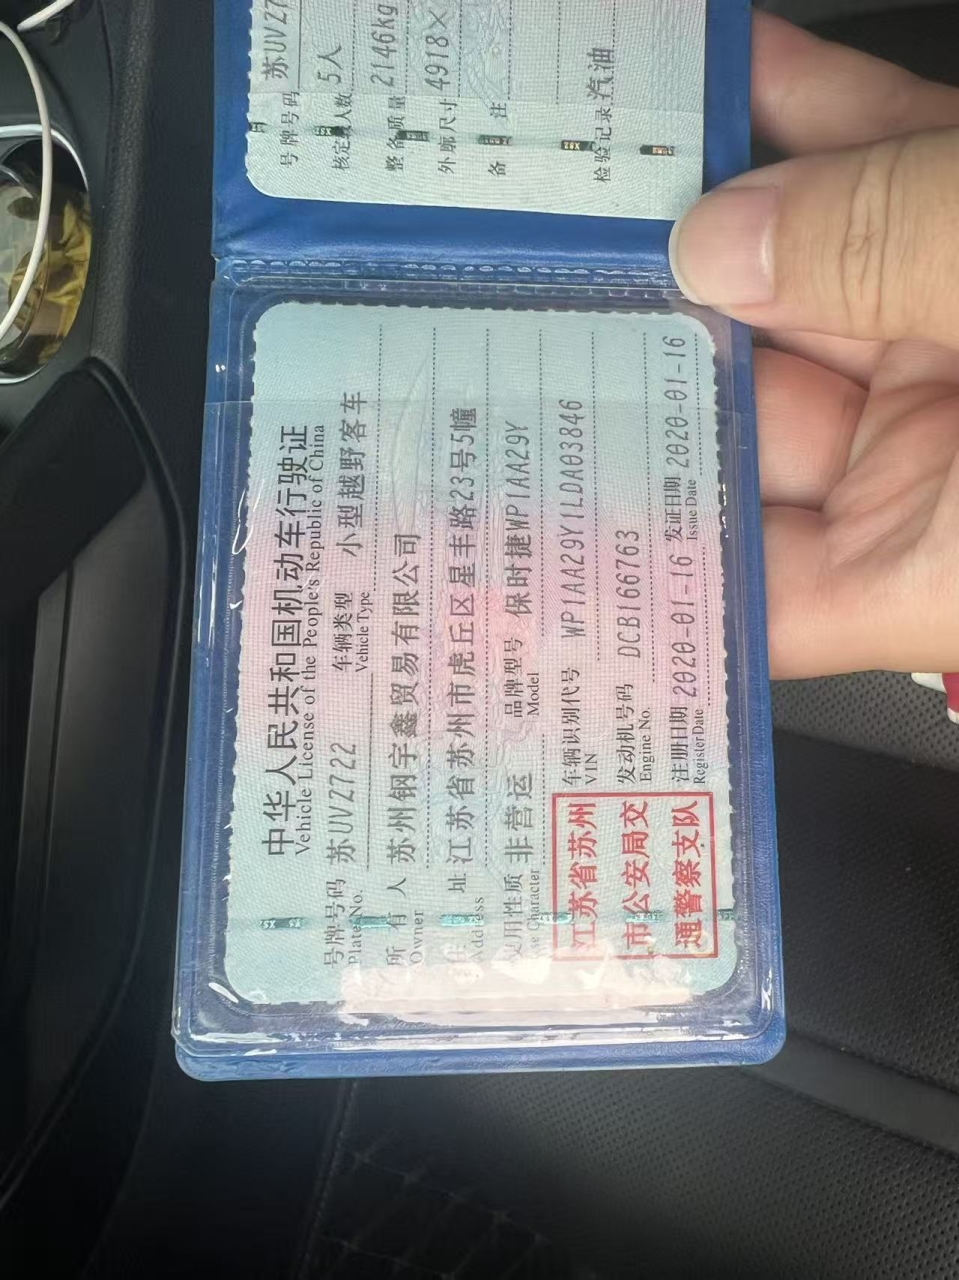 中华人民共和国机动车行驶证
Vehicle License of the People's Republic of China
号牌号码 苏UV2722 车辆类型 小型越野客车
Plate No. Vehicle Type
所有人 苏州钢宇鑫贸易有限公司
Owner
址 江苏省苏州市虎丘区星丰路23号5幢
Address
用性质 非营运 品牌型号 保时捷WP1AA29Y
Character Model
江苏省苏州
市公安局交
通警察支队
车辆识别代号 WP1AA29Y1LDA03846
VIN
发动机号码 DCB166763
Engine No.
注册日期 2020-01-16 发证日期 2020-01-16
Register Date Issue Date
号牌号码 苏UV27
核定 人数 5人
整备质量 2146kg
外廓尺寸 4918×
备注
检验记录 汽油